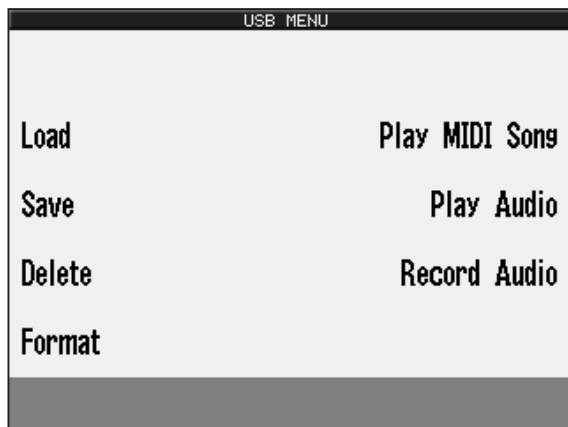 USB MENU
Load Play MIDI Song
Save Play Audio
Delete Record Audio
Format